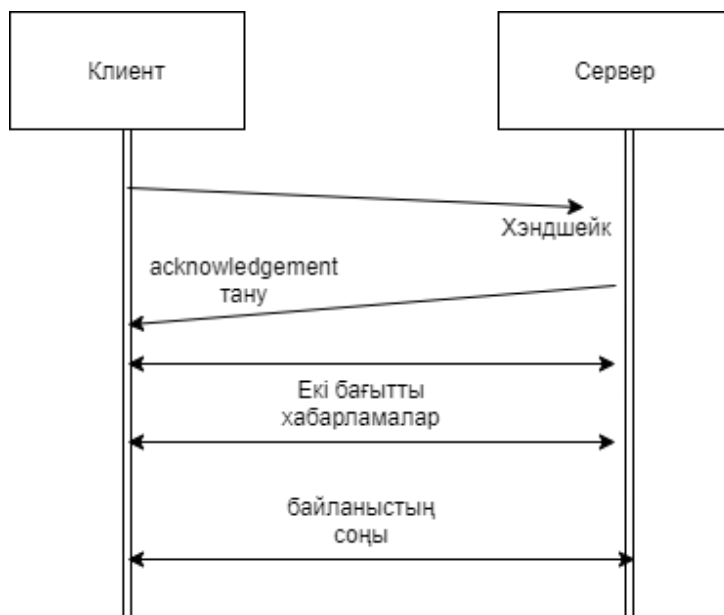 Клиент
Сервер
Хэндшейк
acknowledgement
тану
Екі бағытты
хабарламалар
байланыстың
соңы